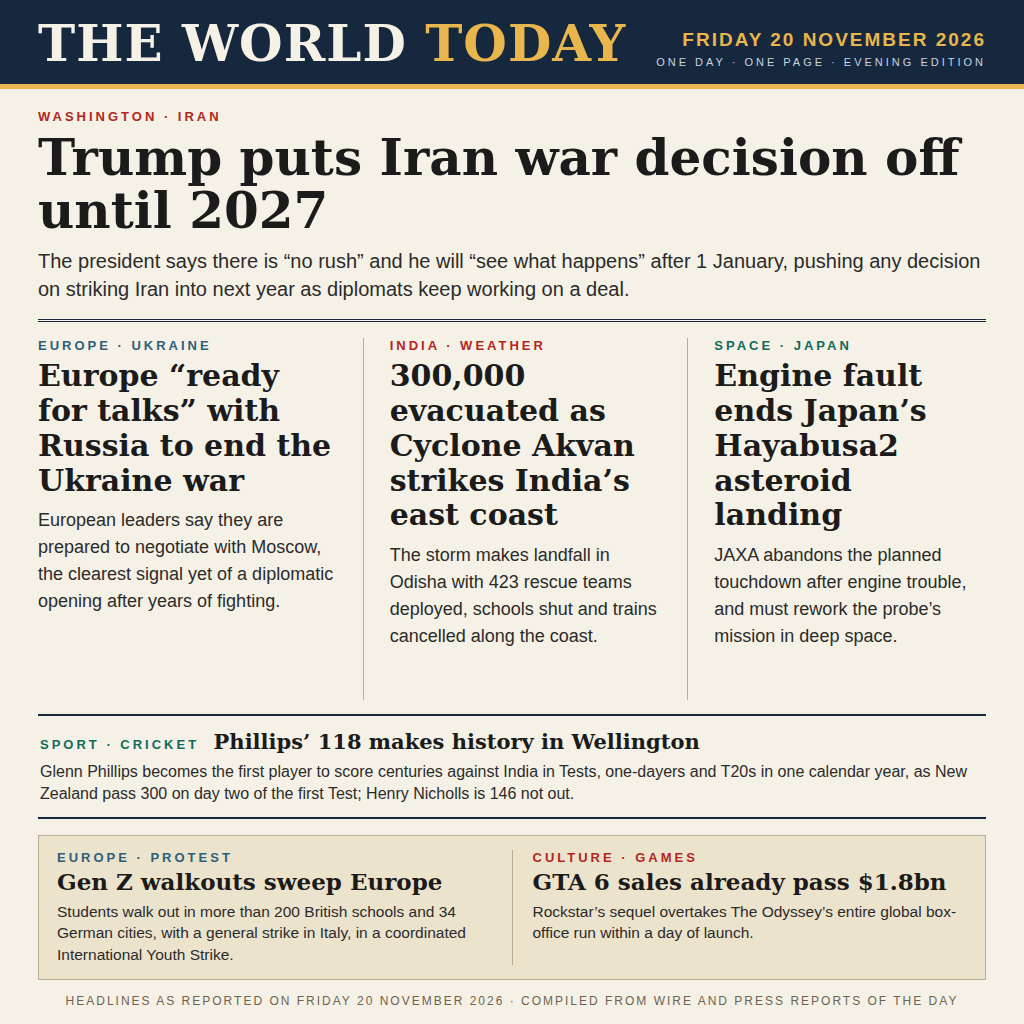 THE WORLD TODAY
FRIDAY 20 NOVEMBER 2026
ONE DAY · ONE PAGE · EVENING EDITION
WASHINGTON · IRAN
Trump puts Iran war decision off
until 2027
The president says there is “no rush” and he will “see what happens” after 1 January, pushing any decision
on striking Iran into next year as diplomats keep working on a deal.
EUROPE · UKRAINE
Europe “ready
for talks” with
Russia to end the
Ukraine war
European leaders say they are
prepared to negotiate with Moscow,
the clearest signal yet of a diplomatic
opening after years of fighting.
INDIA · WEATHER
300,000
evacuated as
Cyclone Akvan
strikes India’s
east coast
The storm makes landfall in
Odisha with 423 rescue teams
deployed, schools shut and trains
cancelled along the coast.
SPACE · JAPAN
Engine fault
ends Japan’s
Hayabusa2
asteroid
landing
JAXA abandons the planned
touchdown after engine trouble,
and must rework the probe’s
mission in deep space.
SPORT · CRICKET Phillips’ 118 makes history in Wellington
Glenn Phillips becomes the first player to score centuries against India in Tests, one-dayers and T20s in one calendar year, as New
Zealand pass 300 on day two of the first Test; Henry Nicholls is 146 not out.
EUROPE · PROTEST
Gen Z walkouts sweep Europe
Students walk out in more than 200 British schools and 34
German cities, with a general strike in Italy, in a coordinated
International Youth Strike.
CULTURE · GAMES
GTA 6 sales already pass $1.8bn
Rockstar’s sequel overtakes The Odyssey’s entire global box-
office run within a day of launch.
HEADLINES AS REPORTED ON FRIDAY 20 NOVEMBER 2026 · COMPILED FROM WIRE AND PRESS REPORTS OF THE DAY